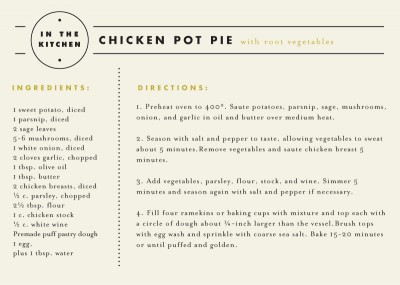 IN THE
KITCHEN
CHICKEN POT PIE with root vegetables
INGREDIENTS:
1 sweet potato, diced
1 parsnip, diced
2 sage leaves
5-6 mushrooms, diced
1 white onion, diced
2 cloves garlic, chopped
1 tbsp. olive oil
1 tbsp. butter
2 chicken breasts, diced
½ c. parsley, chopped
2½ tbsp. flour
1 c. chicken stock
½ c. white wine
Premade puff pastry dough
1 egg,
plus 1 tbsp. water
DIRECTIONS:
1. Preheat oven to 400°. Saute potatoes, parsnip, sage, mushrooms,
onion, and garlic in oil and butter over medium heat.
2. Season with salt and pepper to taste, allowing vegetables to sweat
about 5 minutes.Remove vegetables and saute chicken breast 5
minutes.
3. Add vegetables, parsley, flour, stock, and wine. Simmer 5
minutes and season again with salt and pepper if necessary.
4. Fill four ramekins or baking cups with mixture and top each with
a circle of dough about ¼-inch larger than the vessel.Brush tops
with egg wash and sprinkle with coarse sea salt. Bake 15-20 minutes
or until puffed and golden.